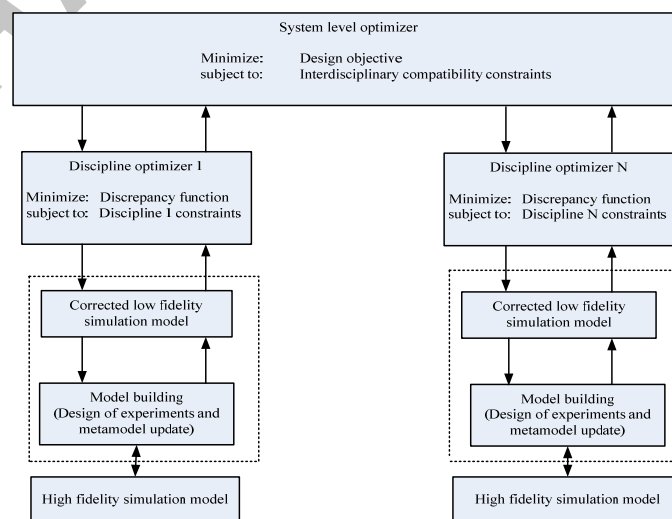 System level optimizer
Minimize: Design objective
subject to: Interdisciplinary compatibility constraints
Discipline optimizer 1
Minimize: Discrepancy function
subject to: Discipline 1 constraints
Discipline optimizer N
Minimize: Discrepancy function
subject to: Discipline N constraints
Corrected low fidelity
simulation model
Corrected low fidelity
simulation model
Model building
(Design of experiments and
metamodel update)
Model building
(Design of experiments and
metamodel update)
High fidelity simulation model
High fidelity simulation model